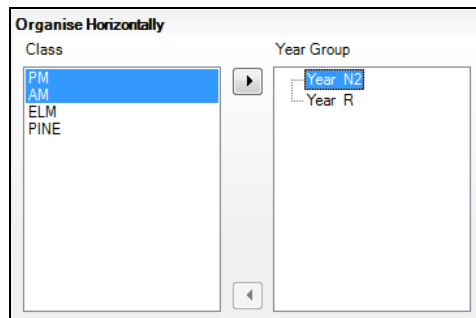 Organise Horizontally
Class
Year Group
PM
AM
ELM
PINE
Year N2
Year R